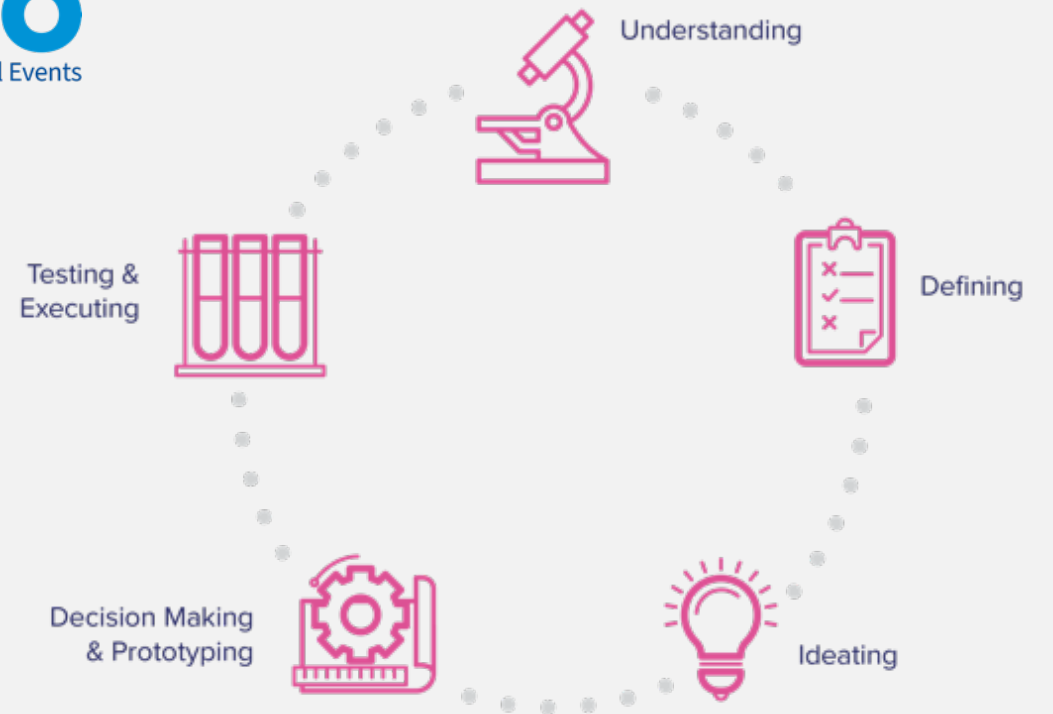 Events
Understanding
Defining
Ideating
Decision Making
& Prototyping
Testing &
Executing